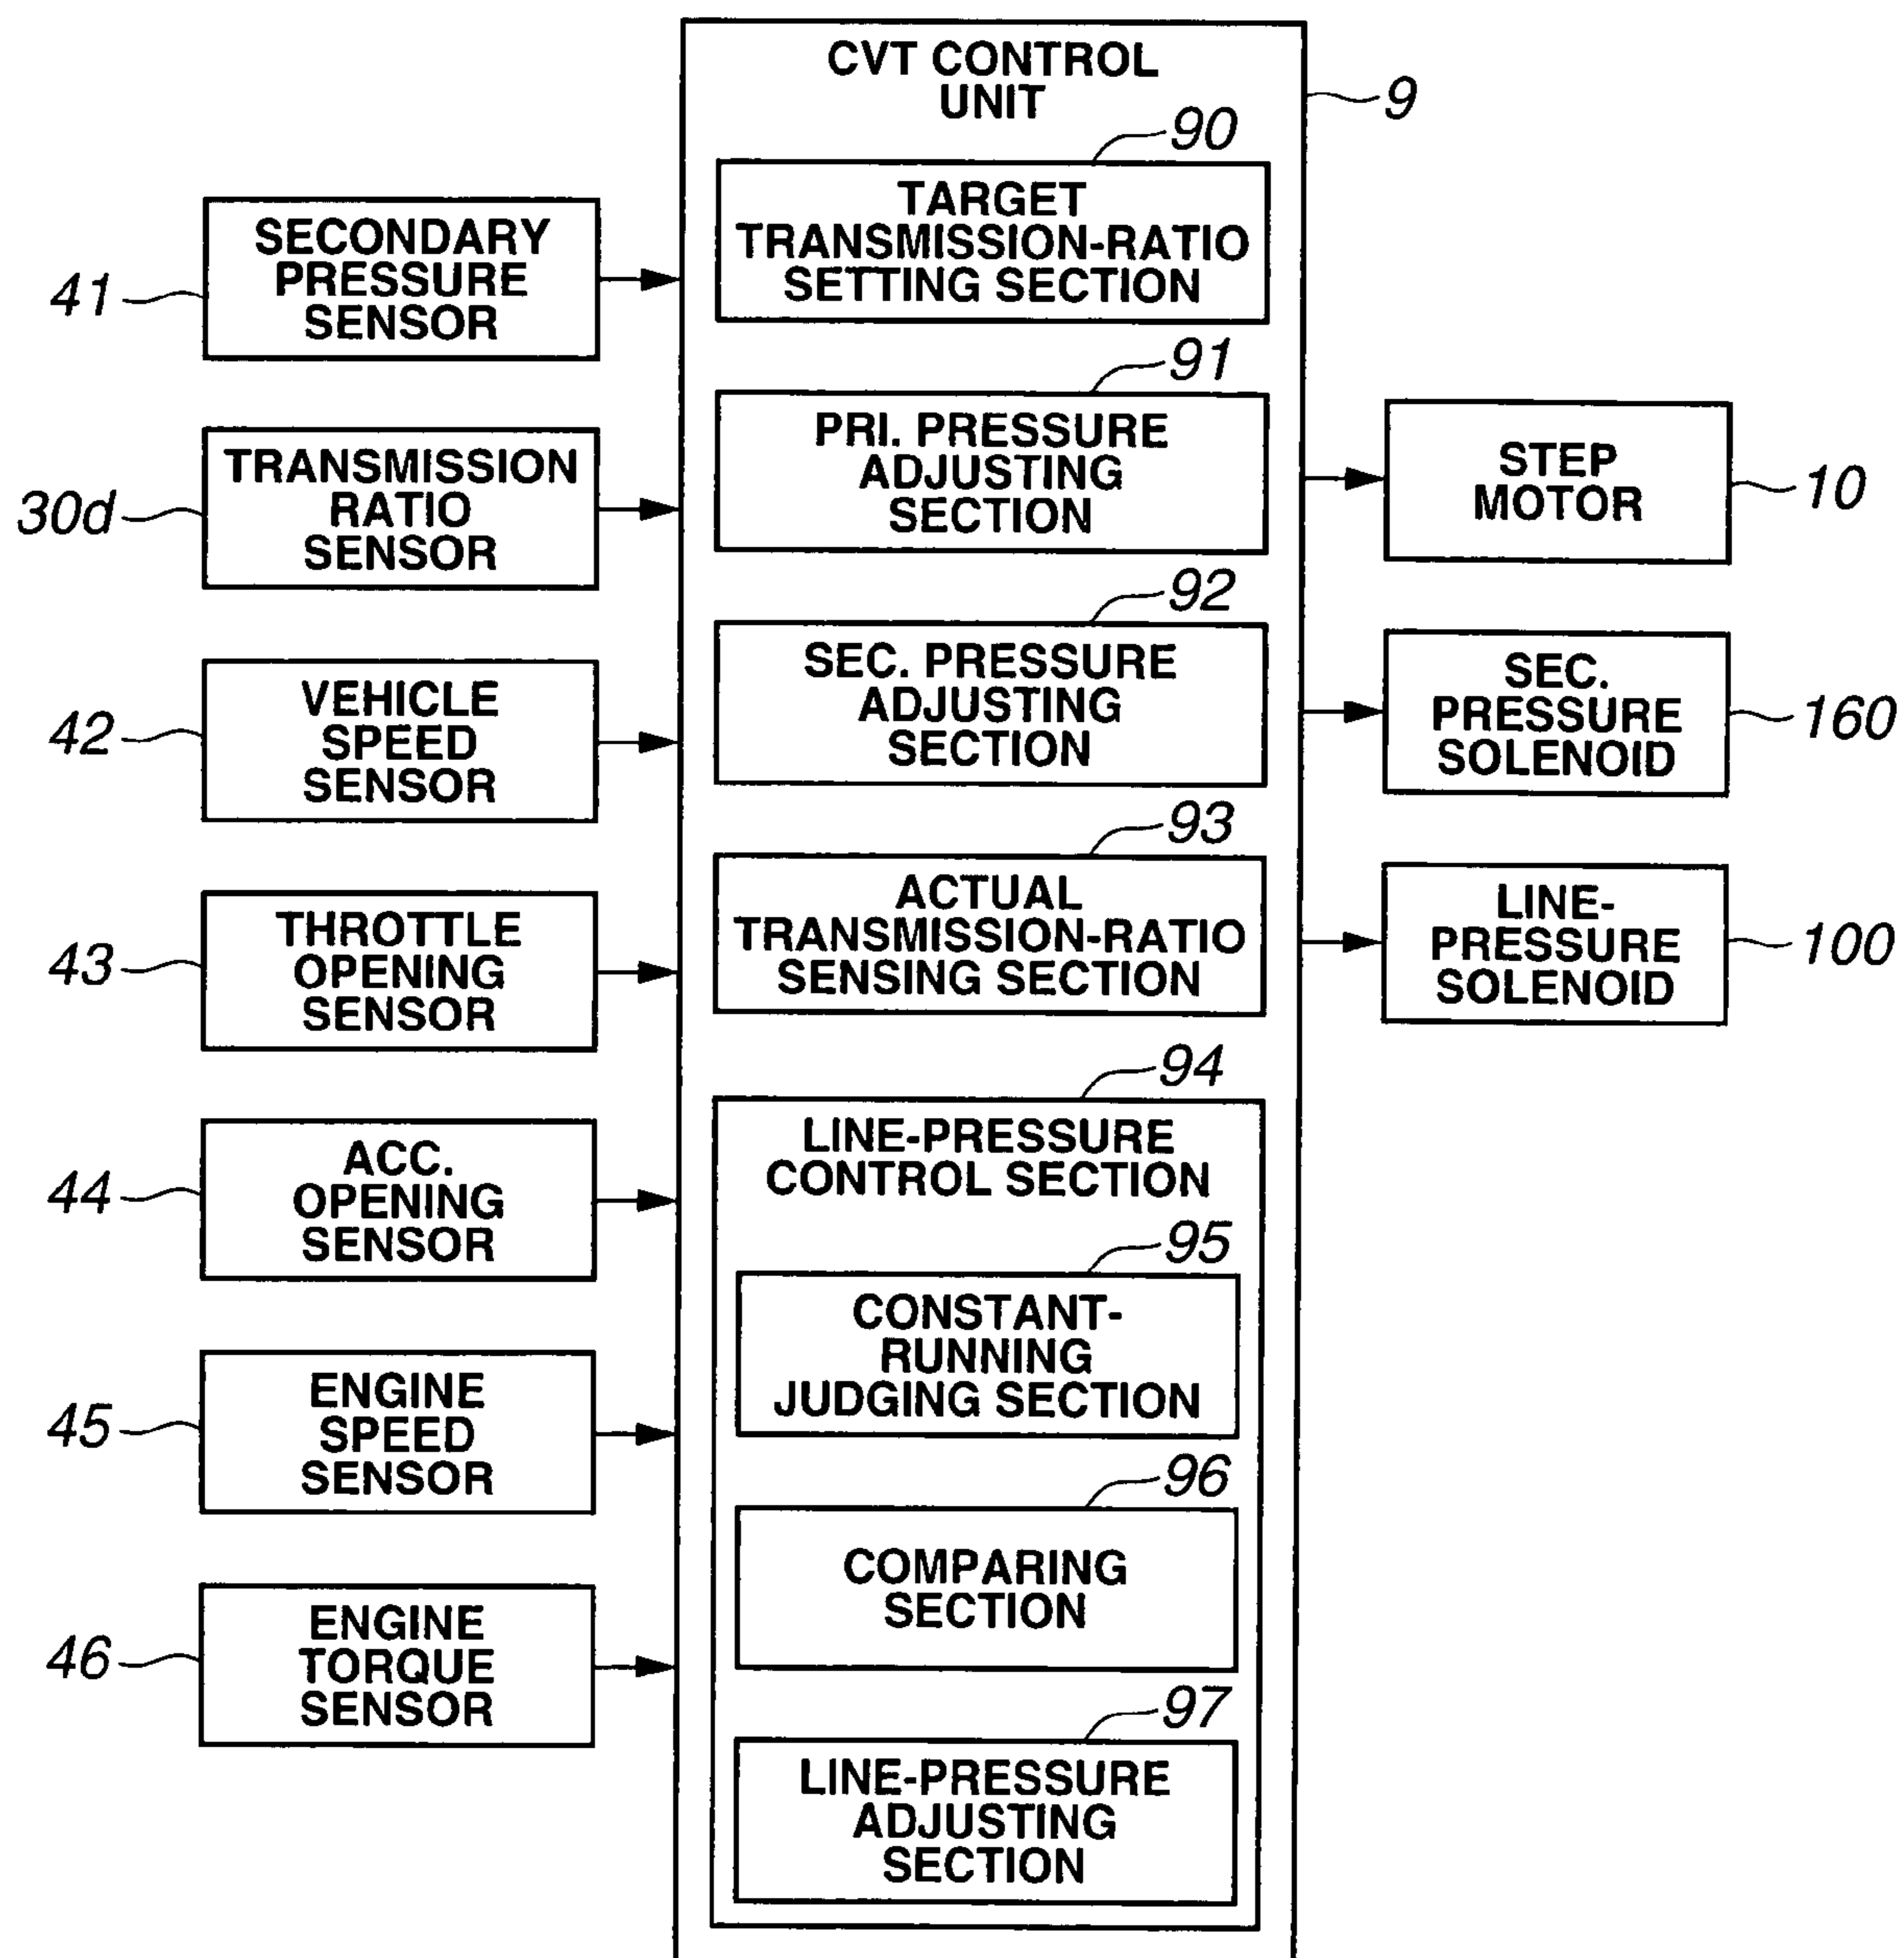 CVT CONTROL
UNIT
9
90
TARGET
TRANSMISSION-RATIO
SETTING SECTION
91
PRI. PRESSURE
ADJUSTING
SECTION
92
SEC. PRESSURE
ADJUSTING
SECTION
93
ACTUAL
TRANSMISSION-RATIO
SENSING SECTION
94
LINE-PRESSURE
CONTROL SECTION
95
CONSTANT-
RUNNING
JUDGING SECTION
96
COMPARING
SECTION
97
LINE-PRESSURE
ADJUSTING
SECTION
41
SECONDARY
PRESSURE
SENSOR
30d
TRANSMISSION
RATIO
SENSOR
42
VEHICLE
SPEED
SENSOR
43
THROTTLE
OPENING
SENSOR
44
ACC.
OPENING
SENSOR
45
ENGINE
SPEED
SENSOR
46
ENGINE
TORQUE
SENSOR
STEP
MOTOR
10
SEC.
PRESSURE
SOLENOID
160
LINE-
PRESSURE
SOLENOID
100